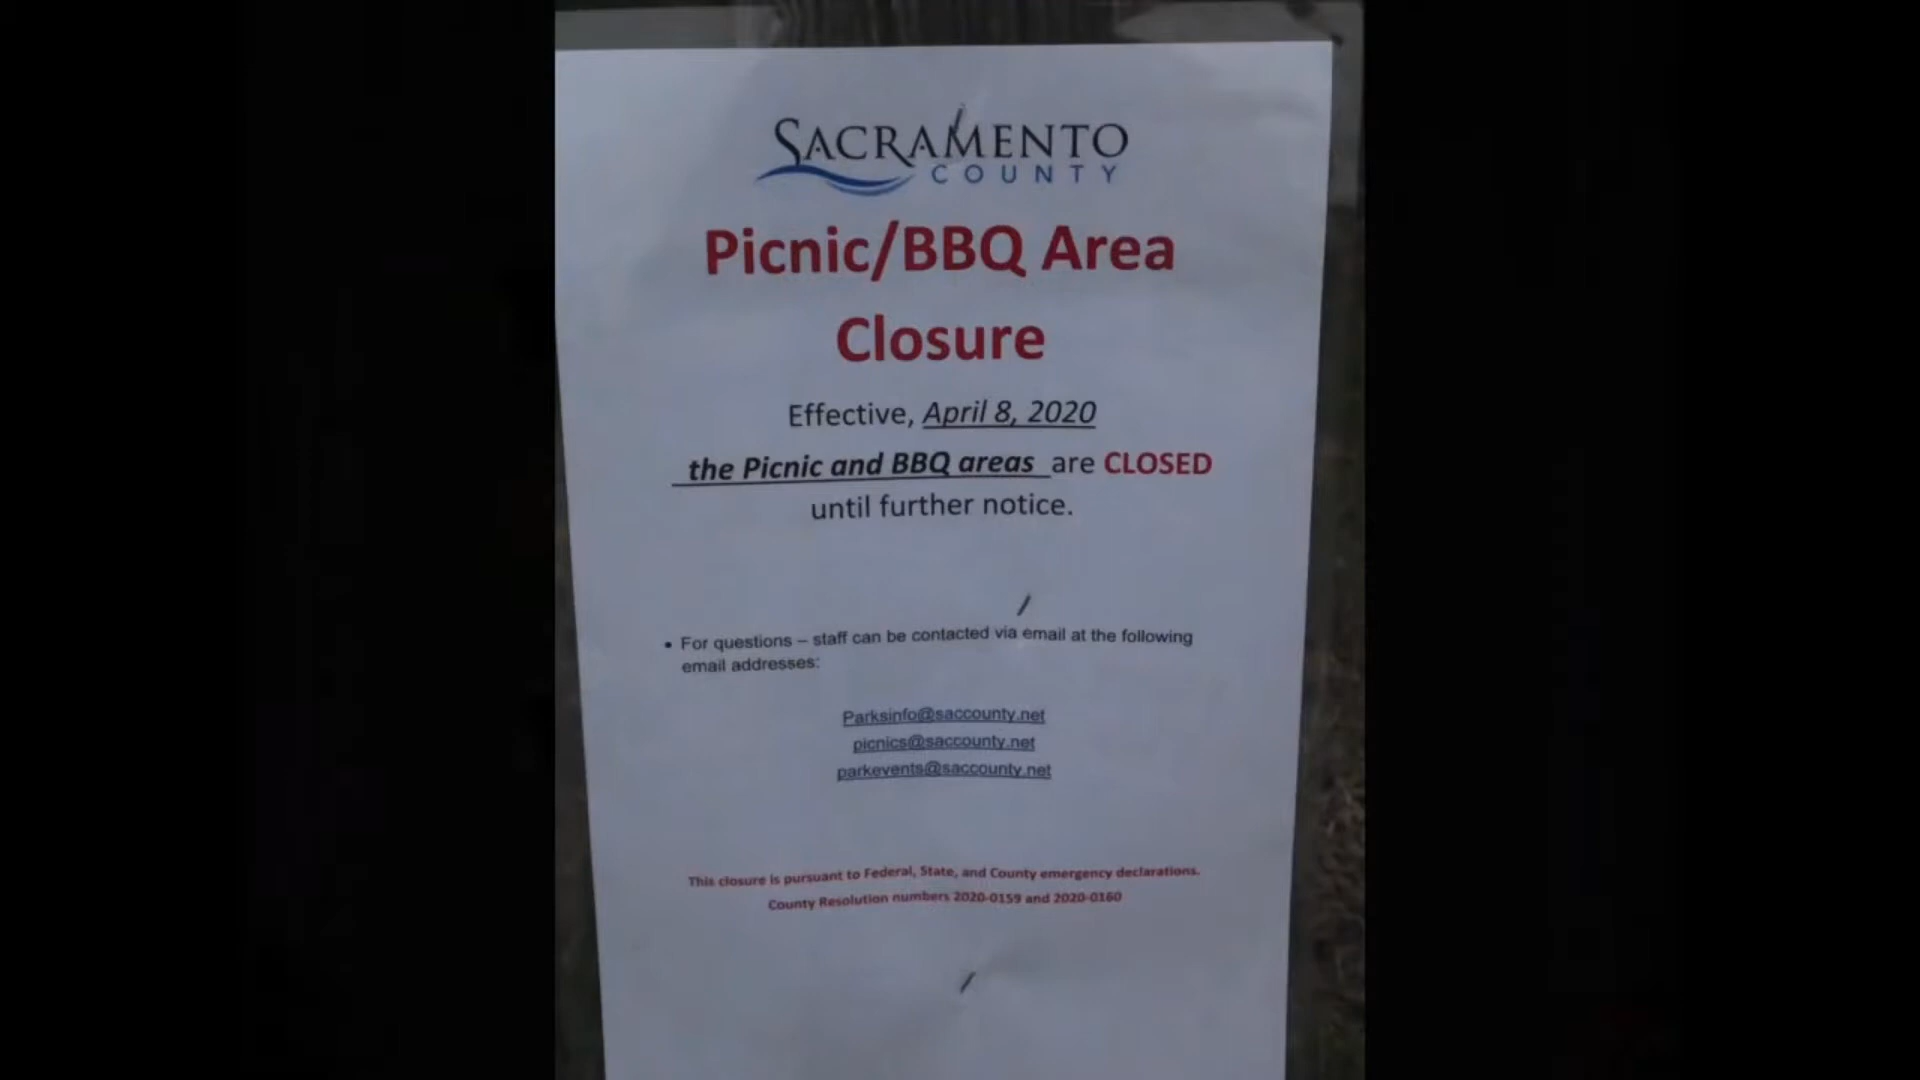 SACRAMENTO
COUNTY
Picnic/BBQ Area
Closure
Effective, April 8, 2020
the Picnic and BBQ areas are CLOSED
until further notice.
• For questions – staff can be contacted via email at the following
email addresses:
Parksinfo@saccounty.net
picnics@saccounty.net
parkevents@saccounty.net
This closure is pursuant to Federal, State, and County emergency declarations.
County Resolution numbers 2020-0159 and 2020-0160